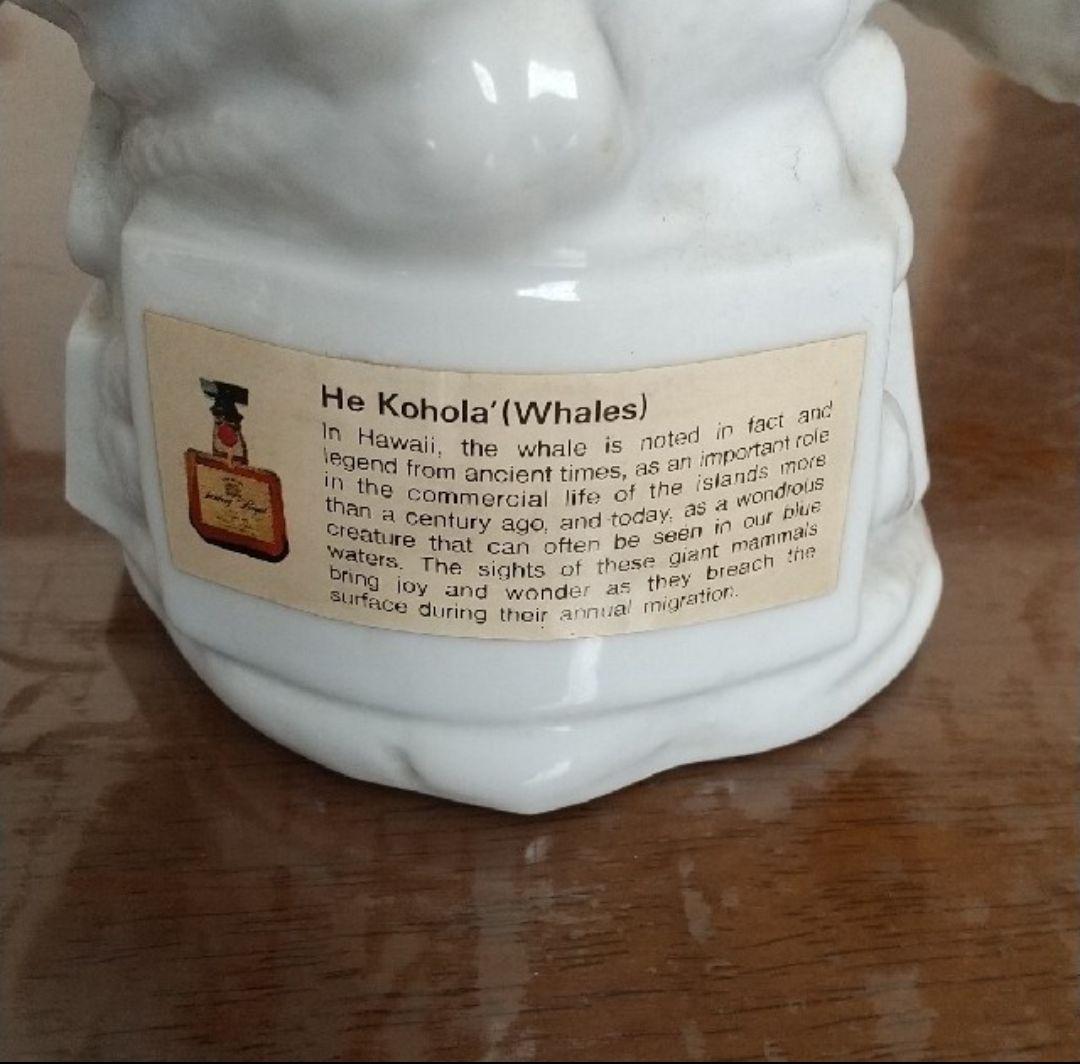 He Kohola'(Whales)
In Hawaii, the whale is noted in fact and
legend from ancient times, as an important role
in the commercial life of the islands more
than a century ago, and today, as a wondrous
creature that can often be seen in our blue
waters. The sights of these giant mammals
bring joy and wonder as they breach the
surface during their annual migration.